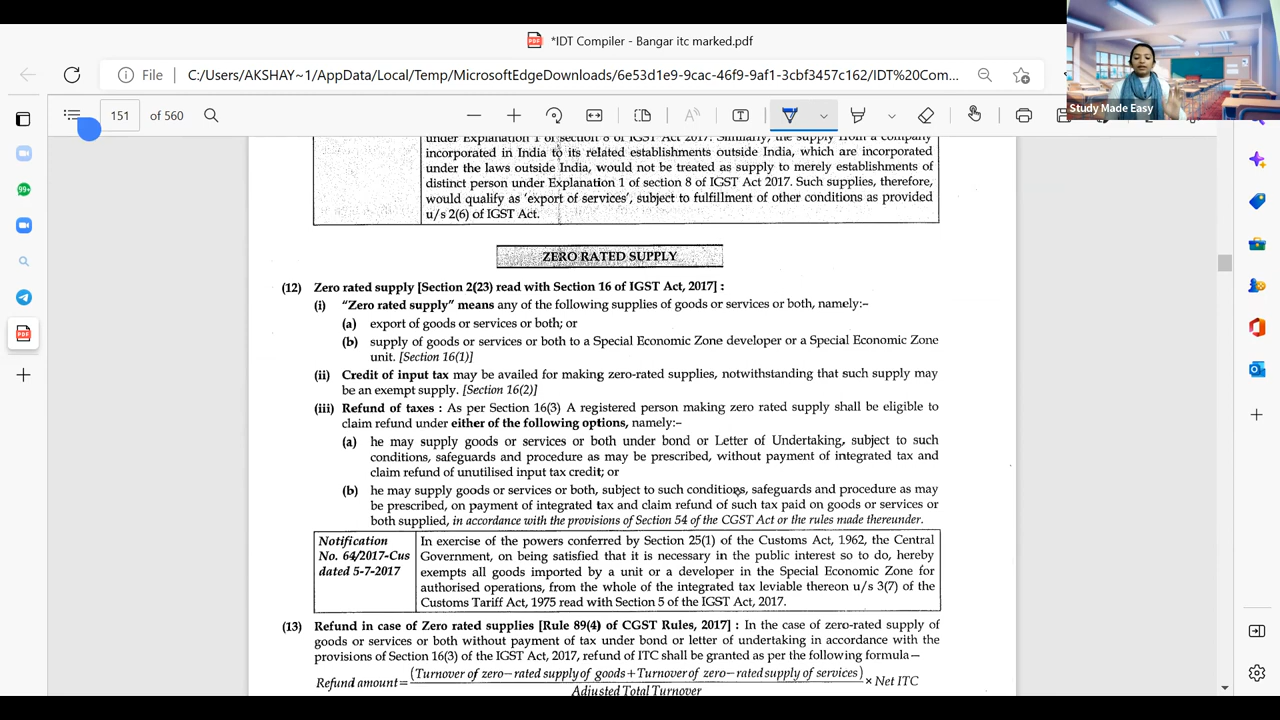 *IDT Compiler - Bangar itc marked.pdf
File
C:/Users/AKSHAY~1/AppData/Local/Temp/MicrosoftEdgeDownloads/6e53d1e9-9cac-46f9-9af1-3cbf3457c162/IDT%20Com...
Study Made Easy
151 of 560
99+
under Explanation 1 of section 8 of IGST Act 2017. Similarly, the supply from a company
incorporated in India to its related establishments outside India, which are incorporated
under the laws outside India, would not be treated as supply to merely establishments of
distinct person under Explanation 1 of section 8 of IGST Act 2017. Such supplies, therefore,
would qualify as 'export of services', subject to fulfillment of other conditions as provided
u/s 2(6) of IGST Act.
ZERO RATED SUPPLY
(12) Zero rated supply [Section 2(23) read with Section 16 of IGST Act, 2017] :
(i) "Zero rated supply" means any of the following supplies of goods or services or both, namely:–
(a) export of goods or services or both; or
(b) supply of goods or services or both to a Special Economic Zone developer or a Special Economic Zone
unit. [Section 16(1)]
(ii) Credit of input tax may be availed for making zero-rated supplies, notwithstanding that such supply may
be an exempt supply. [Section 16(2)]
(iii) Refund of taxes : As per Section 16(3) A registered person making zero rated supply shall be eligible to
claim refund under either of the following options, namely:–
(a) he may supply goods or services or both under bond or Letter of Undertaking, subject to such
conditions, safeguards and procedure as may be prescribed, without payment of integrated tax and
claim refund of unutilised input tax credit; or
(b) he may supply goods or services or both, subject to such conditions, safeguards and procedure as may
be prescribed, on payment of integrated tax and claim refund of such tax paid on goods or services or
both supplied, in accordance with the provisions of Section 54 of the CGST Act or the rules made thereunder.
Notification
No. 64/2017-Cus
dated 5-7-2017
In exercise of the powers conferred by Section 25(1) of the Customs Act, 1962, the Central
Government, on being satisfied that it is necessary in the public interest so to do, hereby
exempts all goods imported by a unit or a developer in the Special Economic Zone for
authorised operations, from the whole of the integrated tax leviable thereon u/s 3(7) of the
Customs Tariff Act, 1975 read with Section 5 of the IGST Act, 2017.
(13) Refund in case of Zero rated supplies [Rule 89(4) of CGST Rules, 2017] : In the case of zero-rated supply of
goods or services or both without payment of tax under bond or letter of undertaking in accordance with the
provisions of Section 16(3) of the IGST Act, 2017, refund of ITC shall be granted as per the following formula—
Refund amount = (Turnover of zero–rated supply of goods + Turnover of zero–rated supply of services) × Net ITC
Adjusted Total Turnover